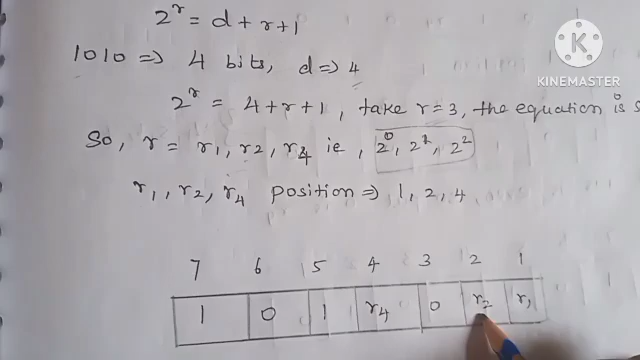 2^r = d + r + 1
1010 => 4 bits, d => 4
2^r = 4 + r + 1, take r = 3, the equation is s
So, r = r1, r2, r4 ie, 2^0, 2^1, 2^2
r1, r2, r4 position => 1, 2, 4
7 6 5 4 3 2 1
1 0 1 r4 0 r2 r1
K
KINEMASTER